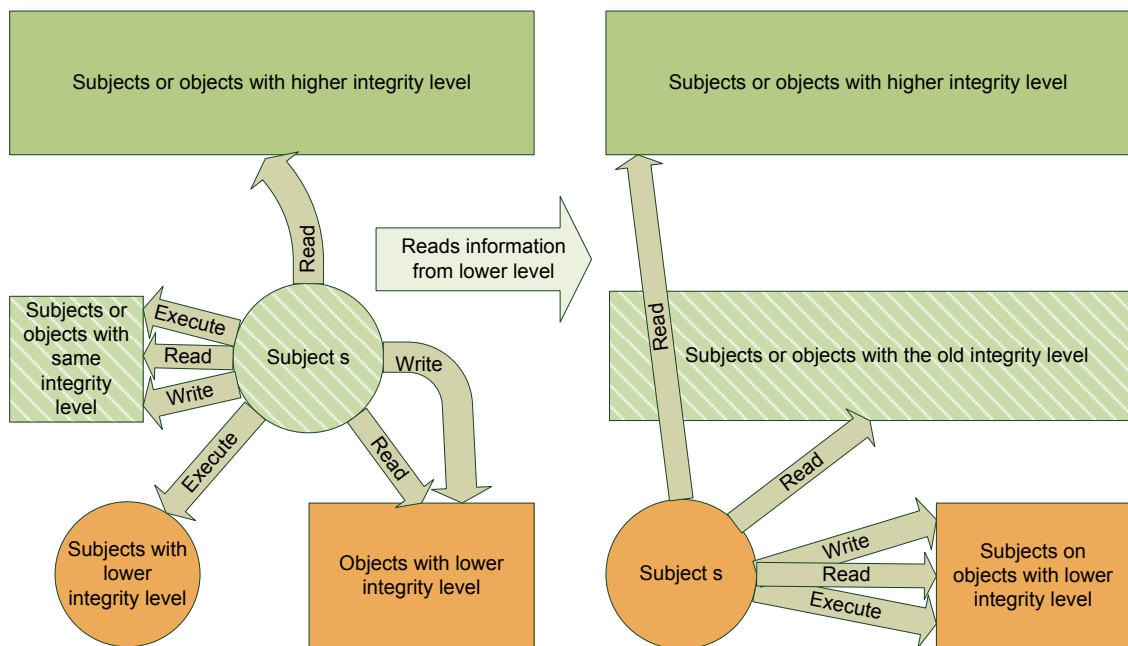 Subjects or objects with higher integrity level
Subjects or objects with higher integrity level
Read
Reads information
from lower level
Read
Subjects or
objects with
same
integrity
level
Execute
Read
Write
Subject s
Write
Subjects or objects with the old integrity level
Execute
Read
Read
Subjects with
lower
integrity level
Objects with lower
integrity level
Subject s
Write
Read
Execute
Subjects on
objects with lower
integrity level